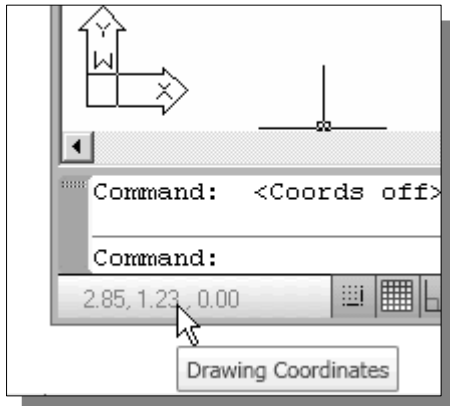 Y
W
X
Command: <Coords off>
Command:
2.85, 1.23, 0.00
Drawing Coordinates